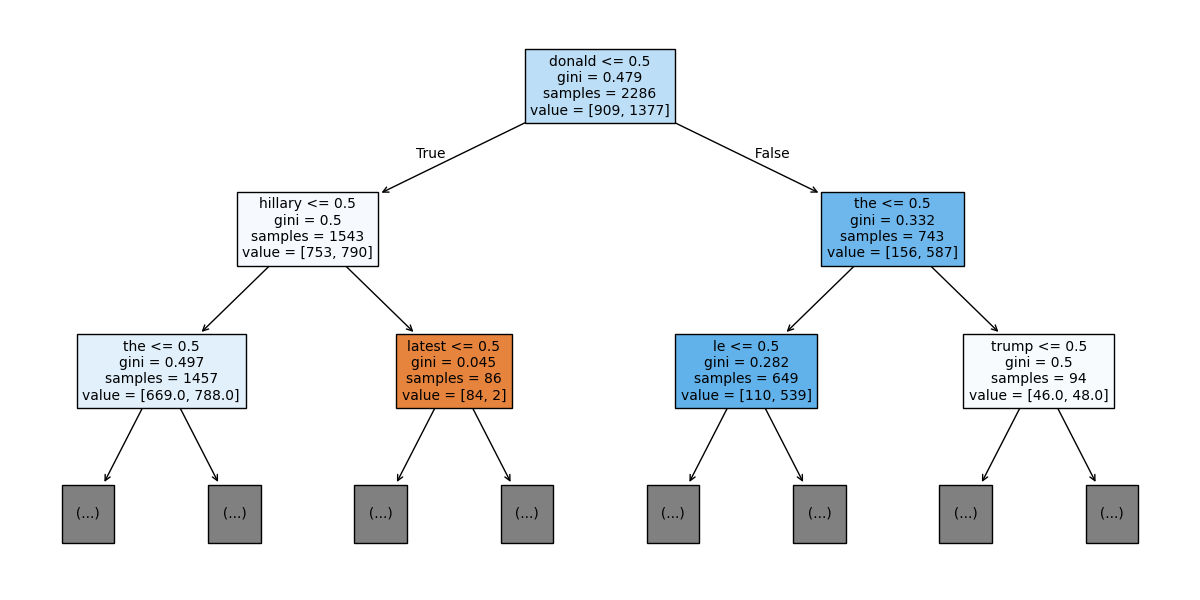 donald <= 0.5
gini = 0.479
samples = 2286
value = [909, 1377]
True
False
hillary <= 0.5
gini = 0.5
samples = 1543
value = [753, 790]
the <= 0.5
gini = 0.332
samples = 743
value = [156, 587]
the <= 0.5
gini = 0.497
samples = 1457
value = [669.0, 788.0]
latest <= 0.5
gini = 0.045
samples = 86
value = [84, 2]
le <= 0.5
gini = 0.282
samples = 649
value = [110, 539]
trump <= 0.5
gini = 0.5
samples = 94
value = [46.0, 48.0]
(...)
(...)
(...)
(...)
(...)
(...)
(...)
(...)